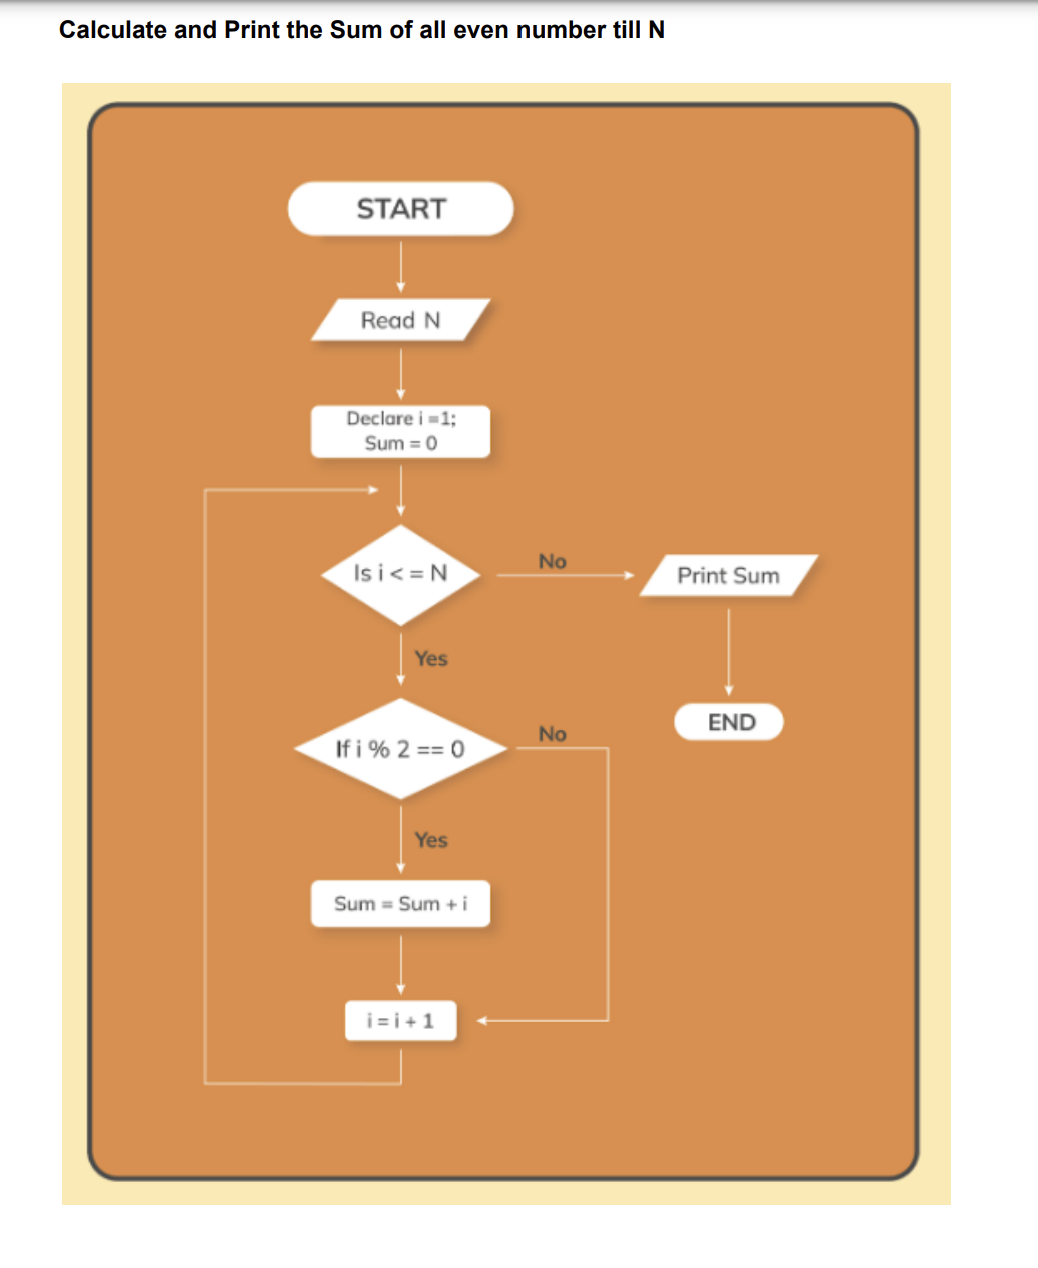 Calculate and Print the Sum of all even number till N
START
Read N
Declare i =1;
Sum = 0
Is i < = N
No
Print Sum
Yes
END
If i % 2 == 0
No
Yes
Sum = Sum + i
i = i + 1